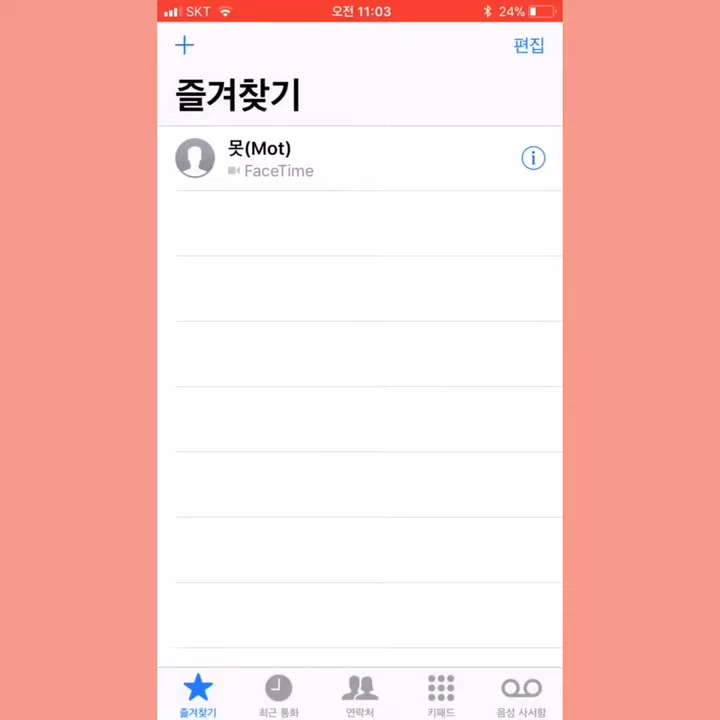 SKT 오전 11:03 24%
편집
즐겨찾기
못(Mot)
FaceTime
즐겨찾기 최근 통화 연락처 키패드 음성 사서함